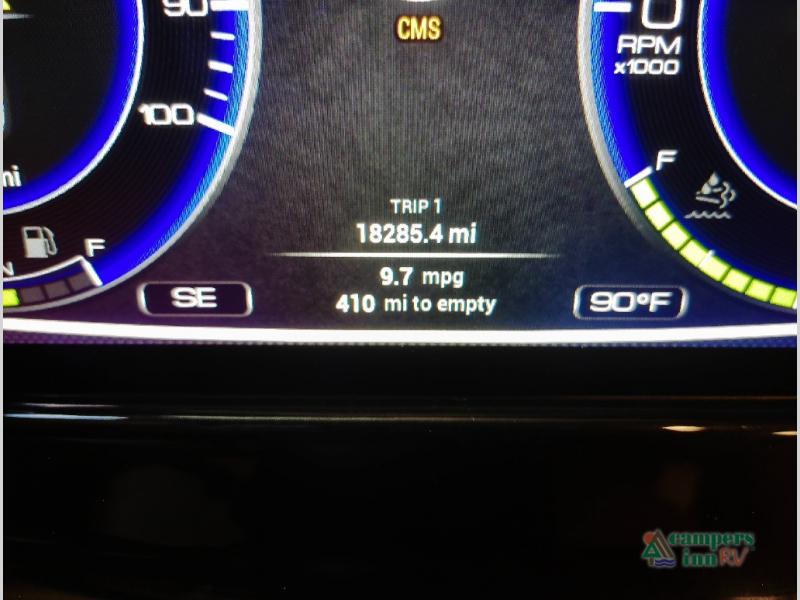 90
CMS
0
RPM
x1000
100
F
mi
TRIP 1
18285.4 mi
F
9.7 mpg
SE
410 mi to empty
90°F
campers
inn RV